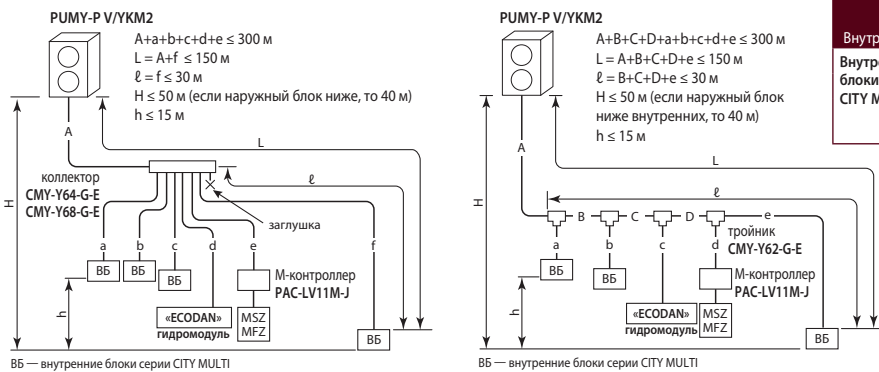 PUMY-P V/YKM2
A+a+b+c+d+e ≤ 300 м
L = A+f ≤ 150 м
ℓ = f ≤ 30 м
H ≤ 50 м (если наружный блок ниже, то 40 м)
h ≤ 15 м
A
L
H
коллектор
CMY-Y64-G-E
CMY-Y68-G-E
ℓ
заглушка
a
b
c
d
e
f
ВБ
ВБ
ВБ
М-контроллер
PAC-LV11M-J
h
«ECODAN»
гидромодуль
MSZ
MFZ
ВБ
ВБ — внутренние блоки серии CITY MULTI
PUMY-P V/YKM2
A+B+C+D+a+b+c+d+e ≤ 300 м
L = A+B+C+D+e ≤ 150 м
ℓ = B+C+D+e ≤ 30 м
H ≤ 50 м (если наружный блок
ниже внутренних, то 40 м)
h ≤ 15 м
A
L
H
ℓ
B
C
D
e
тройник
CMY-Y62-G-E
a
b
c
d
ВБ
ВБ
М-контроллер
PAC-LV11M-J
h
«ECODAN»
гидромодуль
MSZ
MFZ
ВБ
ВБ — внутренние блоки серии CITY MULTI
блоки
CITY M